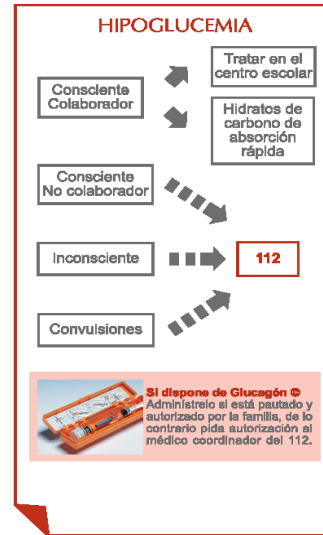 HIPOGLUCEMIA
Consciente
Colaborador
Tratar en el
centro escolar
Hidratos de
carbono de
absorción
rápida
Consciente
No colaborador
Inconsciente
112
Convulsiones
Si dispone de Glucagón ©
Adminístrelo si está pautado y
autorizado por la familia, de lo
contrario pida autorización al
médico coordinador del 112.